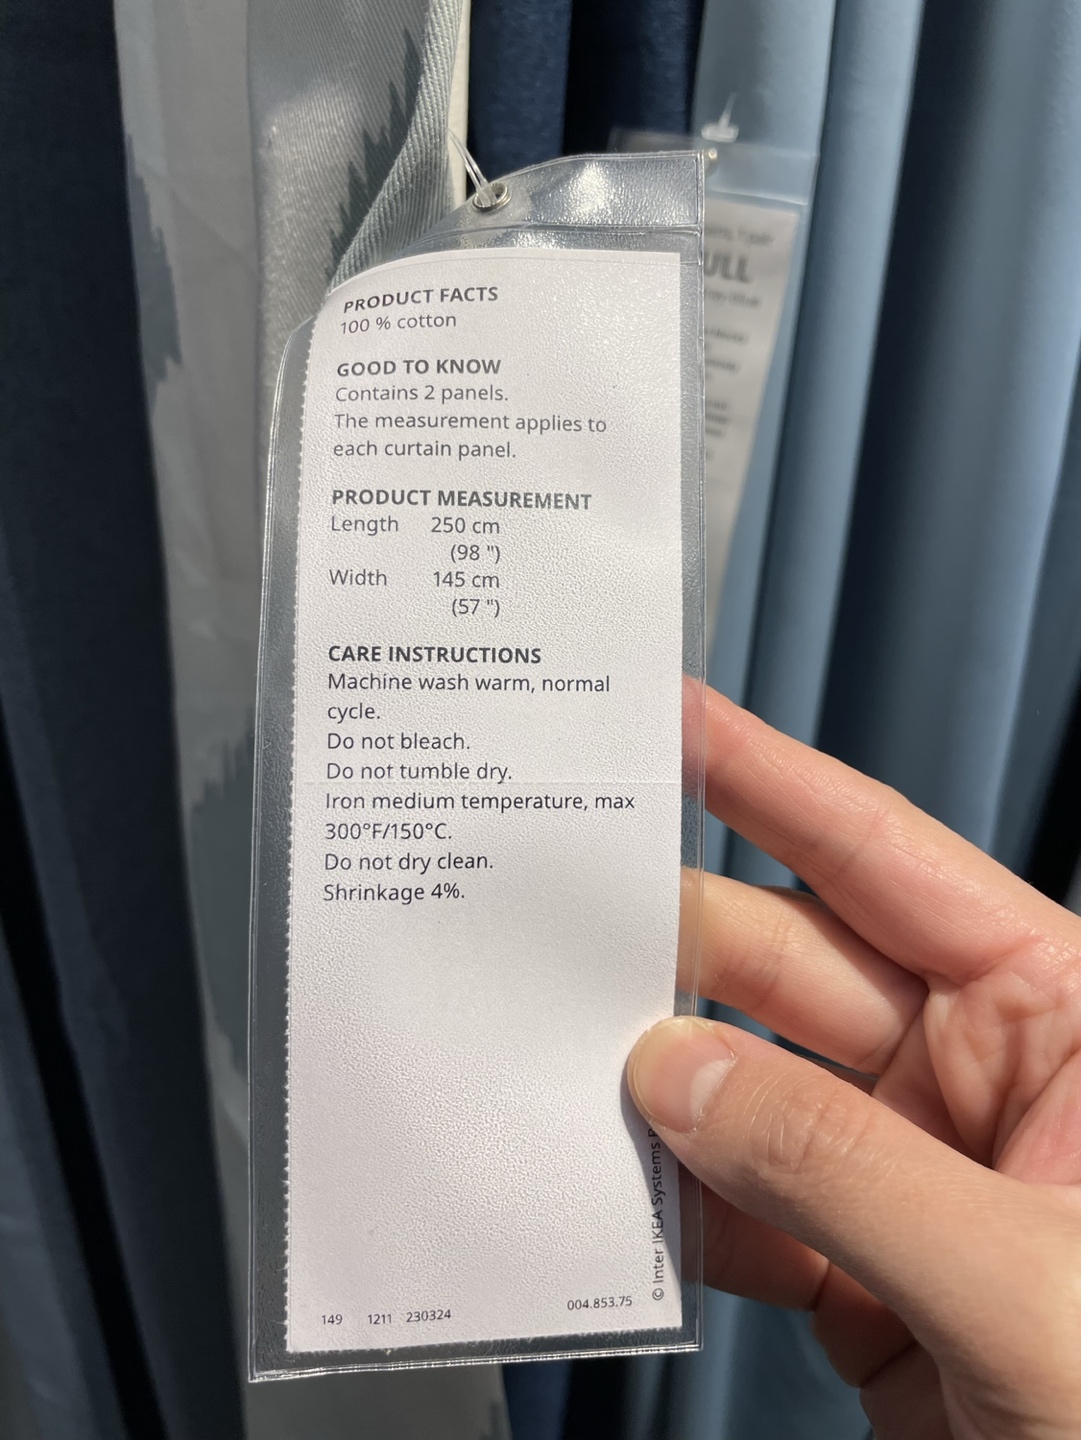 PRODUCT FACTS
100 % cotton
GOOD TO KNOW
Contains 2 panels.
The measurement applies to
each curtain panel.
PRODUCT MEASUREMENT
Length 250 cm
(98 ")
Width 145 cm
(57 ")
CARE INSTRUCTIONS
Machine wash warm, normal
cycle.
Do not bleach.
Do not tumble dry.
Iron medium temperature, max
300°F/150°C.
Do not dry clean.
Shrinkage 4%.
© Inter IKEA Systems
149 1211 230324 004.853.75